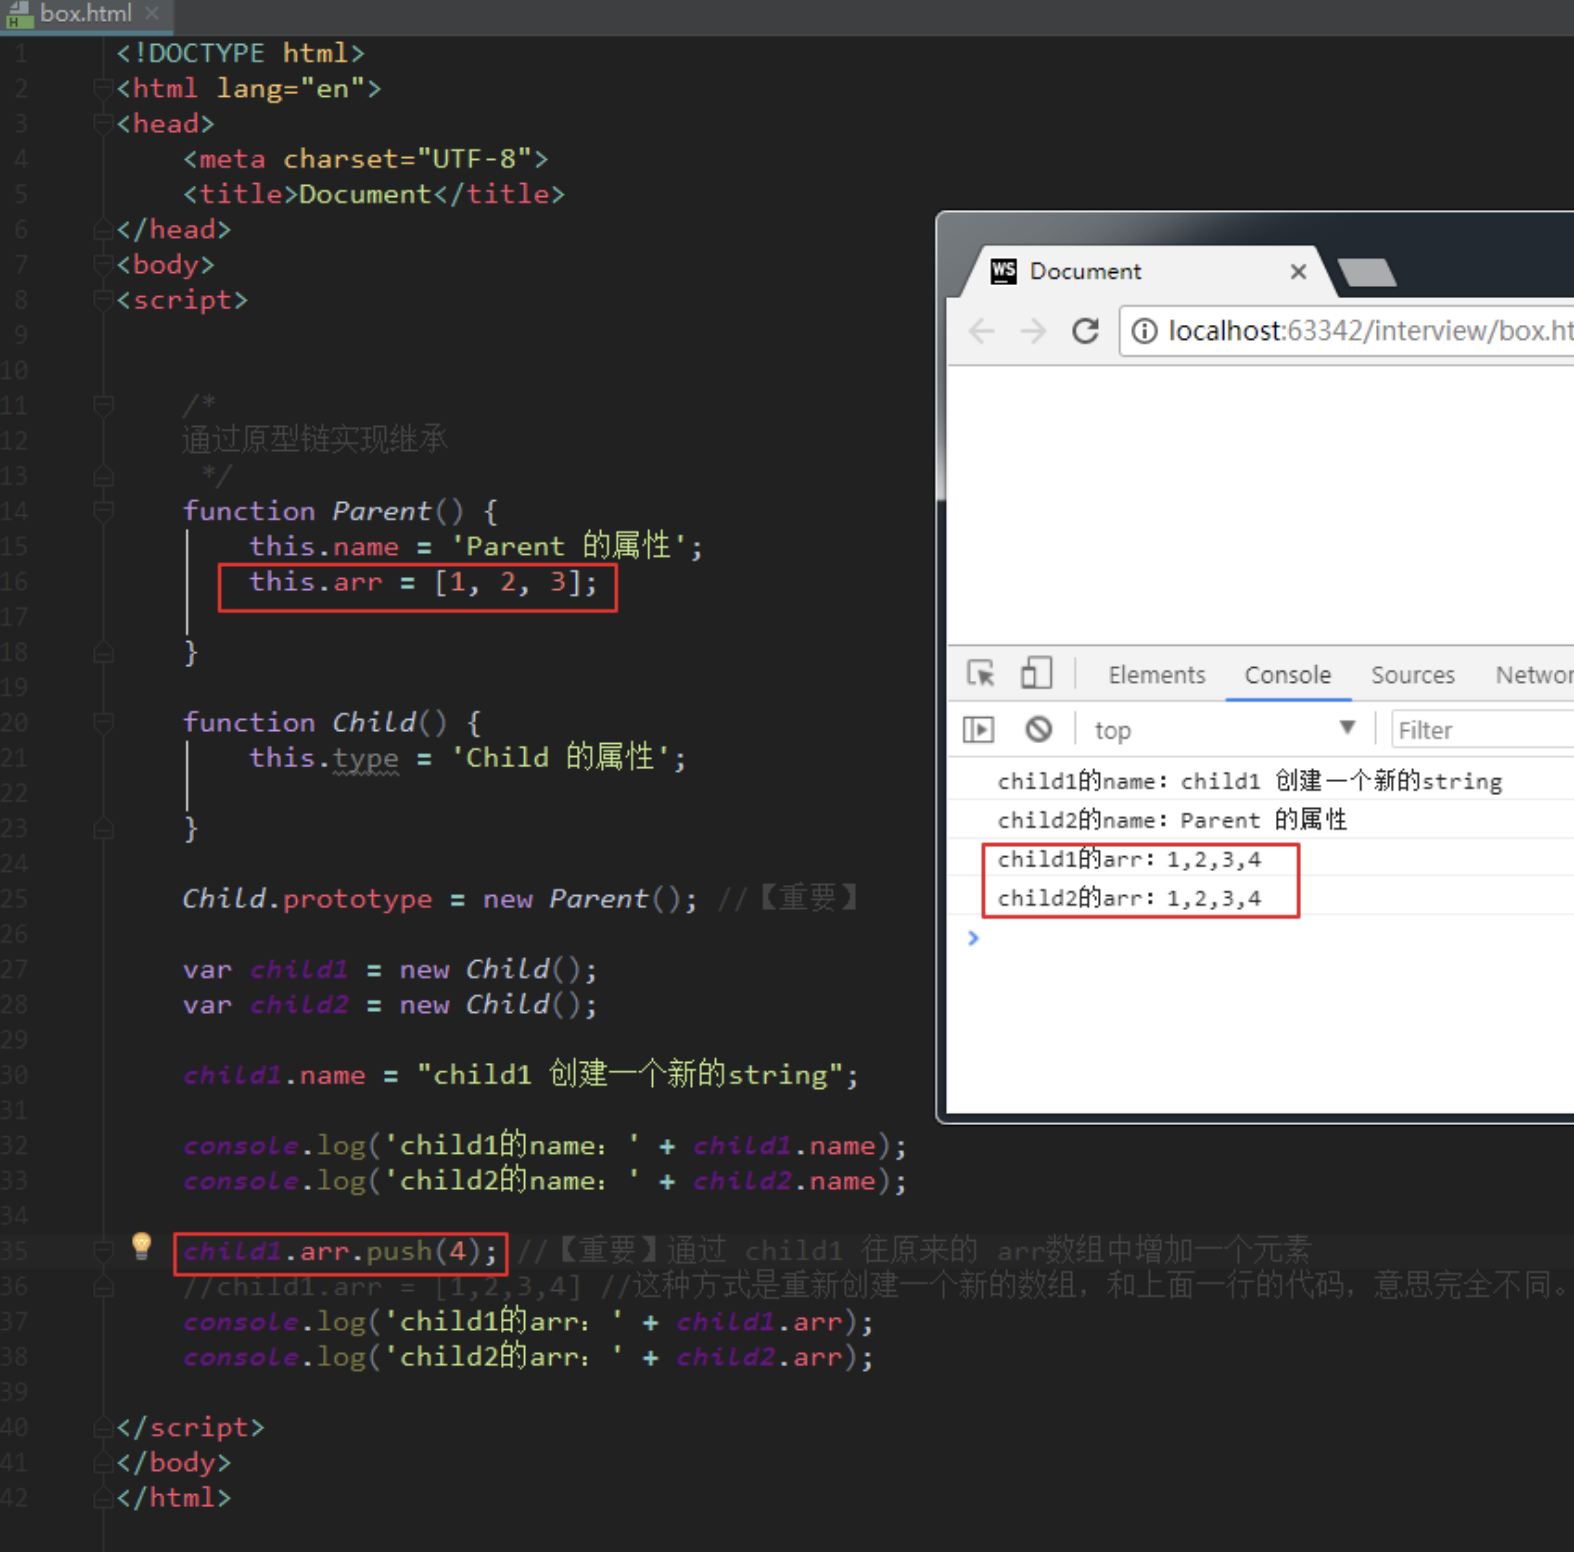 box.html
1 <!DOCTYPE html>
2 <html lang="en">
3 <head>
4 <meta charset="UTF-8">
5 <title>Document</title>
6 </head>
7 <body>
8 <script>
9
10
11 /*
12 通过原型链实现继承
13 */
14 function Parent() {
15 this.name = 'Parent 的属性';
16 this.arr = [1, 2, 3];
17
18 }
19
20 function Child() {
21 this.type = 'Child 的属性';
22
23 }
24
25 Child.prototype = new Parent(); //【重要】
26
27 var child1 = new Child();
28 var child2 = new Child();
29
30 child1.name = "child1 创建一个新的string";
31
32 console.log('child1的name：' + child1.name);
33 console.log('child2的name：' + child2.name);
34
35 child1.arr.push(4); //【重要】通过 child1 往原来的 arr数组中增加一个元素
36 //child1.arr = [1,2,3,4] //这种方式是重新创建一个新的数组，和上面一行的代码，意思完全不同。
37 console.log('child1的arr：' + child1.arr);
38 console.log('child2的arr：' + child2.arr);
39
40 </script>
41 </body>
42 </html>
WS Document
localhost:63342/interview/box.ht
Elements Console Sources Networ
top Filter
child1的name：child1 创建一个新的string
child2的name：Parent 的属性
child1的arr：1,2,3,4
child2的arr：1,2,3,4